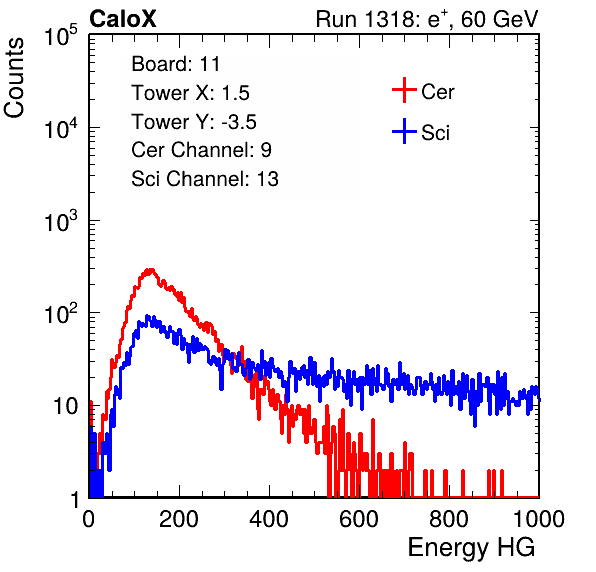 CaloX Run 1318: e⁺, 60 GeV
Counts
Board: 11
Tower X: 1.5
Tower Y: -3.5
Cer Channel: 9
Sci Channel: 13
Cer
Sci
10⁵
10⁴
10³
10²
10
1
0 200 400 600 800 1000
Energy HG